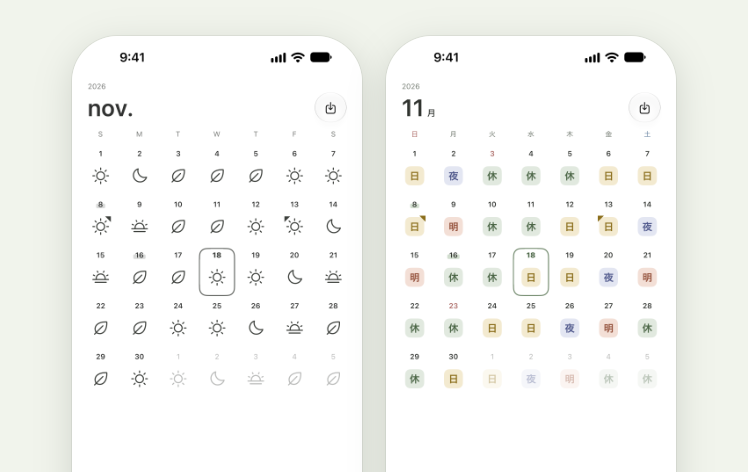 9:41
2026
nov.
S M T W T F S
1 2 3 4 5 6 7
8 9 10 11 12 13 14
15 16 17 18 19 20 21
22 23 24 25 26 27 28
29 30 1 2 3 4 5
9:41
2026
11月
日 月 火 水 木 金 土
1 2 3 4 5 6 7
日 夜 休 休 休 日 日
8 9 10 11 12 13 14
日 明 休 休 日 日 夜
15 16 17 18 19 20 21
明 休 休 日 日 夜 明
22 23 24 25 26 27 28
休 休 日 日 夜 明 休
29 30 1 2 3 4 5
休 日 日 夜 明 休 休